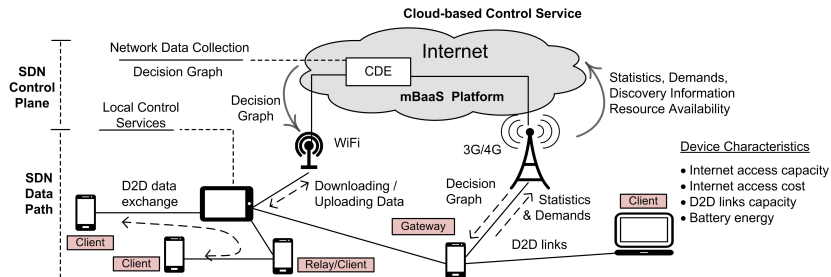 Cloud-based Control Service
Network Data Collection
Decision Graph
Internet
CDE
mBaaS Platform
SDN
Control
Plane
Statistics, Demands,
Discovery Information
Resource Availability
Decision
Graph
Local Control
Services
WiFi
3G/4G
Device Characteristics
• Internet access capacity
• Internet access cost
• D2D links capacity
• Battery energy
SDN
Data
Path
D2D data
exchange
Downloading /
Uploading Data
Decision
Graph
Statistics
& Demands
Client
Gateway
Client
Client
Relay/Client
D2D links